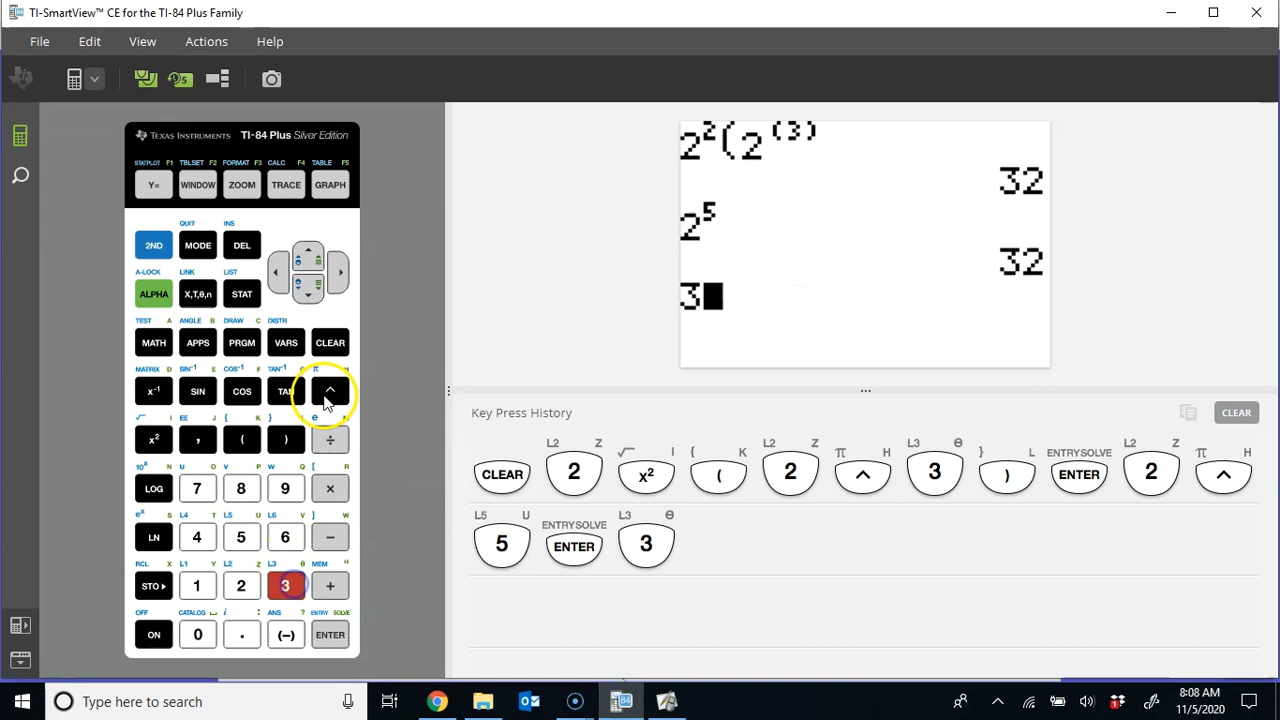 TI-SmartView™ CE for the TI-84 Plus Family
File Edit View Actions Help
TEXAS INSTRUMENTS TI-84 Plus Silver Edition
STATPLOT F1 TBLSET F2 FORMAT F3 CALC F4 TABLE F5
Y= WINDOW ZOOM TRACE GRAPH
QUIT INS
2ND MODE DEL
A-LOCK LINK LIST
ALPHA X,T,θ,n STAT
TEST A ANGLE B DRAW C DISTR
MATH APPS PRGM VARS CLEAR
MATRIX D SIN⁻¹ E COS⁻¹ F TAN⁻¹ π H
x⁻¹ SIN COS TAN ^
√ I EE J { K } e
x² , ( ) ÷
10ˣ N u O v P w Q [ R
LOG 7 8 9 ×
eˣ S L4 T L5 U L6 V ] W
LN 4 5 6 −
RCL X L1 Y L2 Z L3 θ MEM "
STO▸ 1 2 3 +
OFF CATALOG i : ANS ? ENTRY SOLVE
ON 0 . (−) ENTER
2²(2^(3)
32
2⁵
32
3
Key Press History
CLEAR
L2 Z √ I { K L2 Z π H L3 Θ } L ENTRYSOLVE L2 Z π H
CLEAR 2 x² ( 2 ^ 3 ) ENTER 2 ^
L5 U ENTRYSOLVE L3 Θ
5 ENTER 3
Type here to search
8:08 AM
11/5/2020